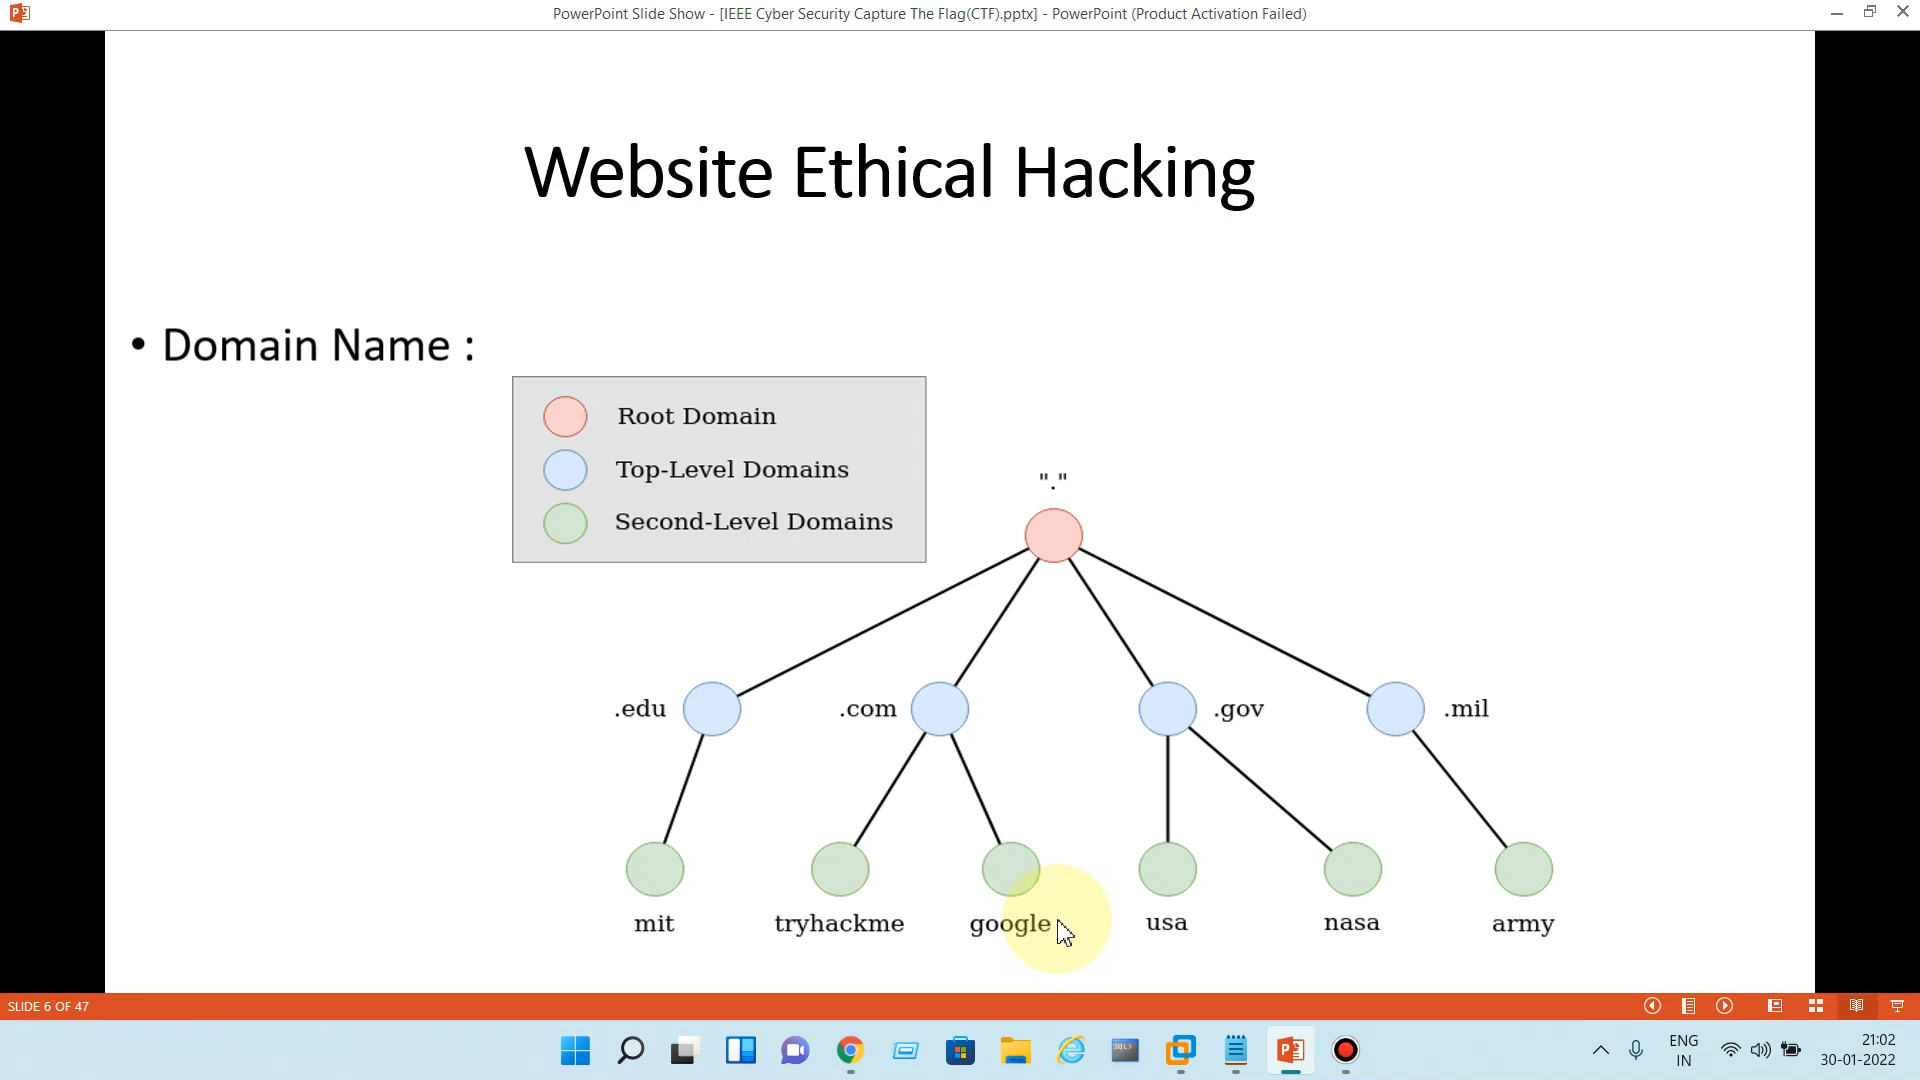 PowerPoint Slide Show - [IEEE Cyber Security Capture The Flag(CTF).pptx] - PowerPoint (Product Activation Failed)
Website Ethical Hacking
• Domain Name :
Root Domain
Top-Level Domains
Second-Level Domains
"."
.edu .com .gov .mil
mit tryhackme google usa nasa army
SLIDE 6 OF 47
ENG 21:02
IN 30-01-2022